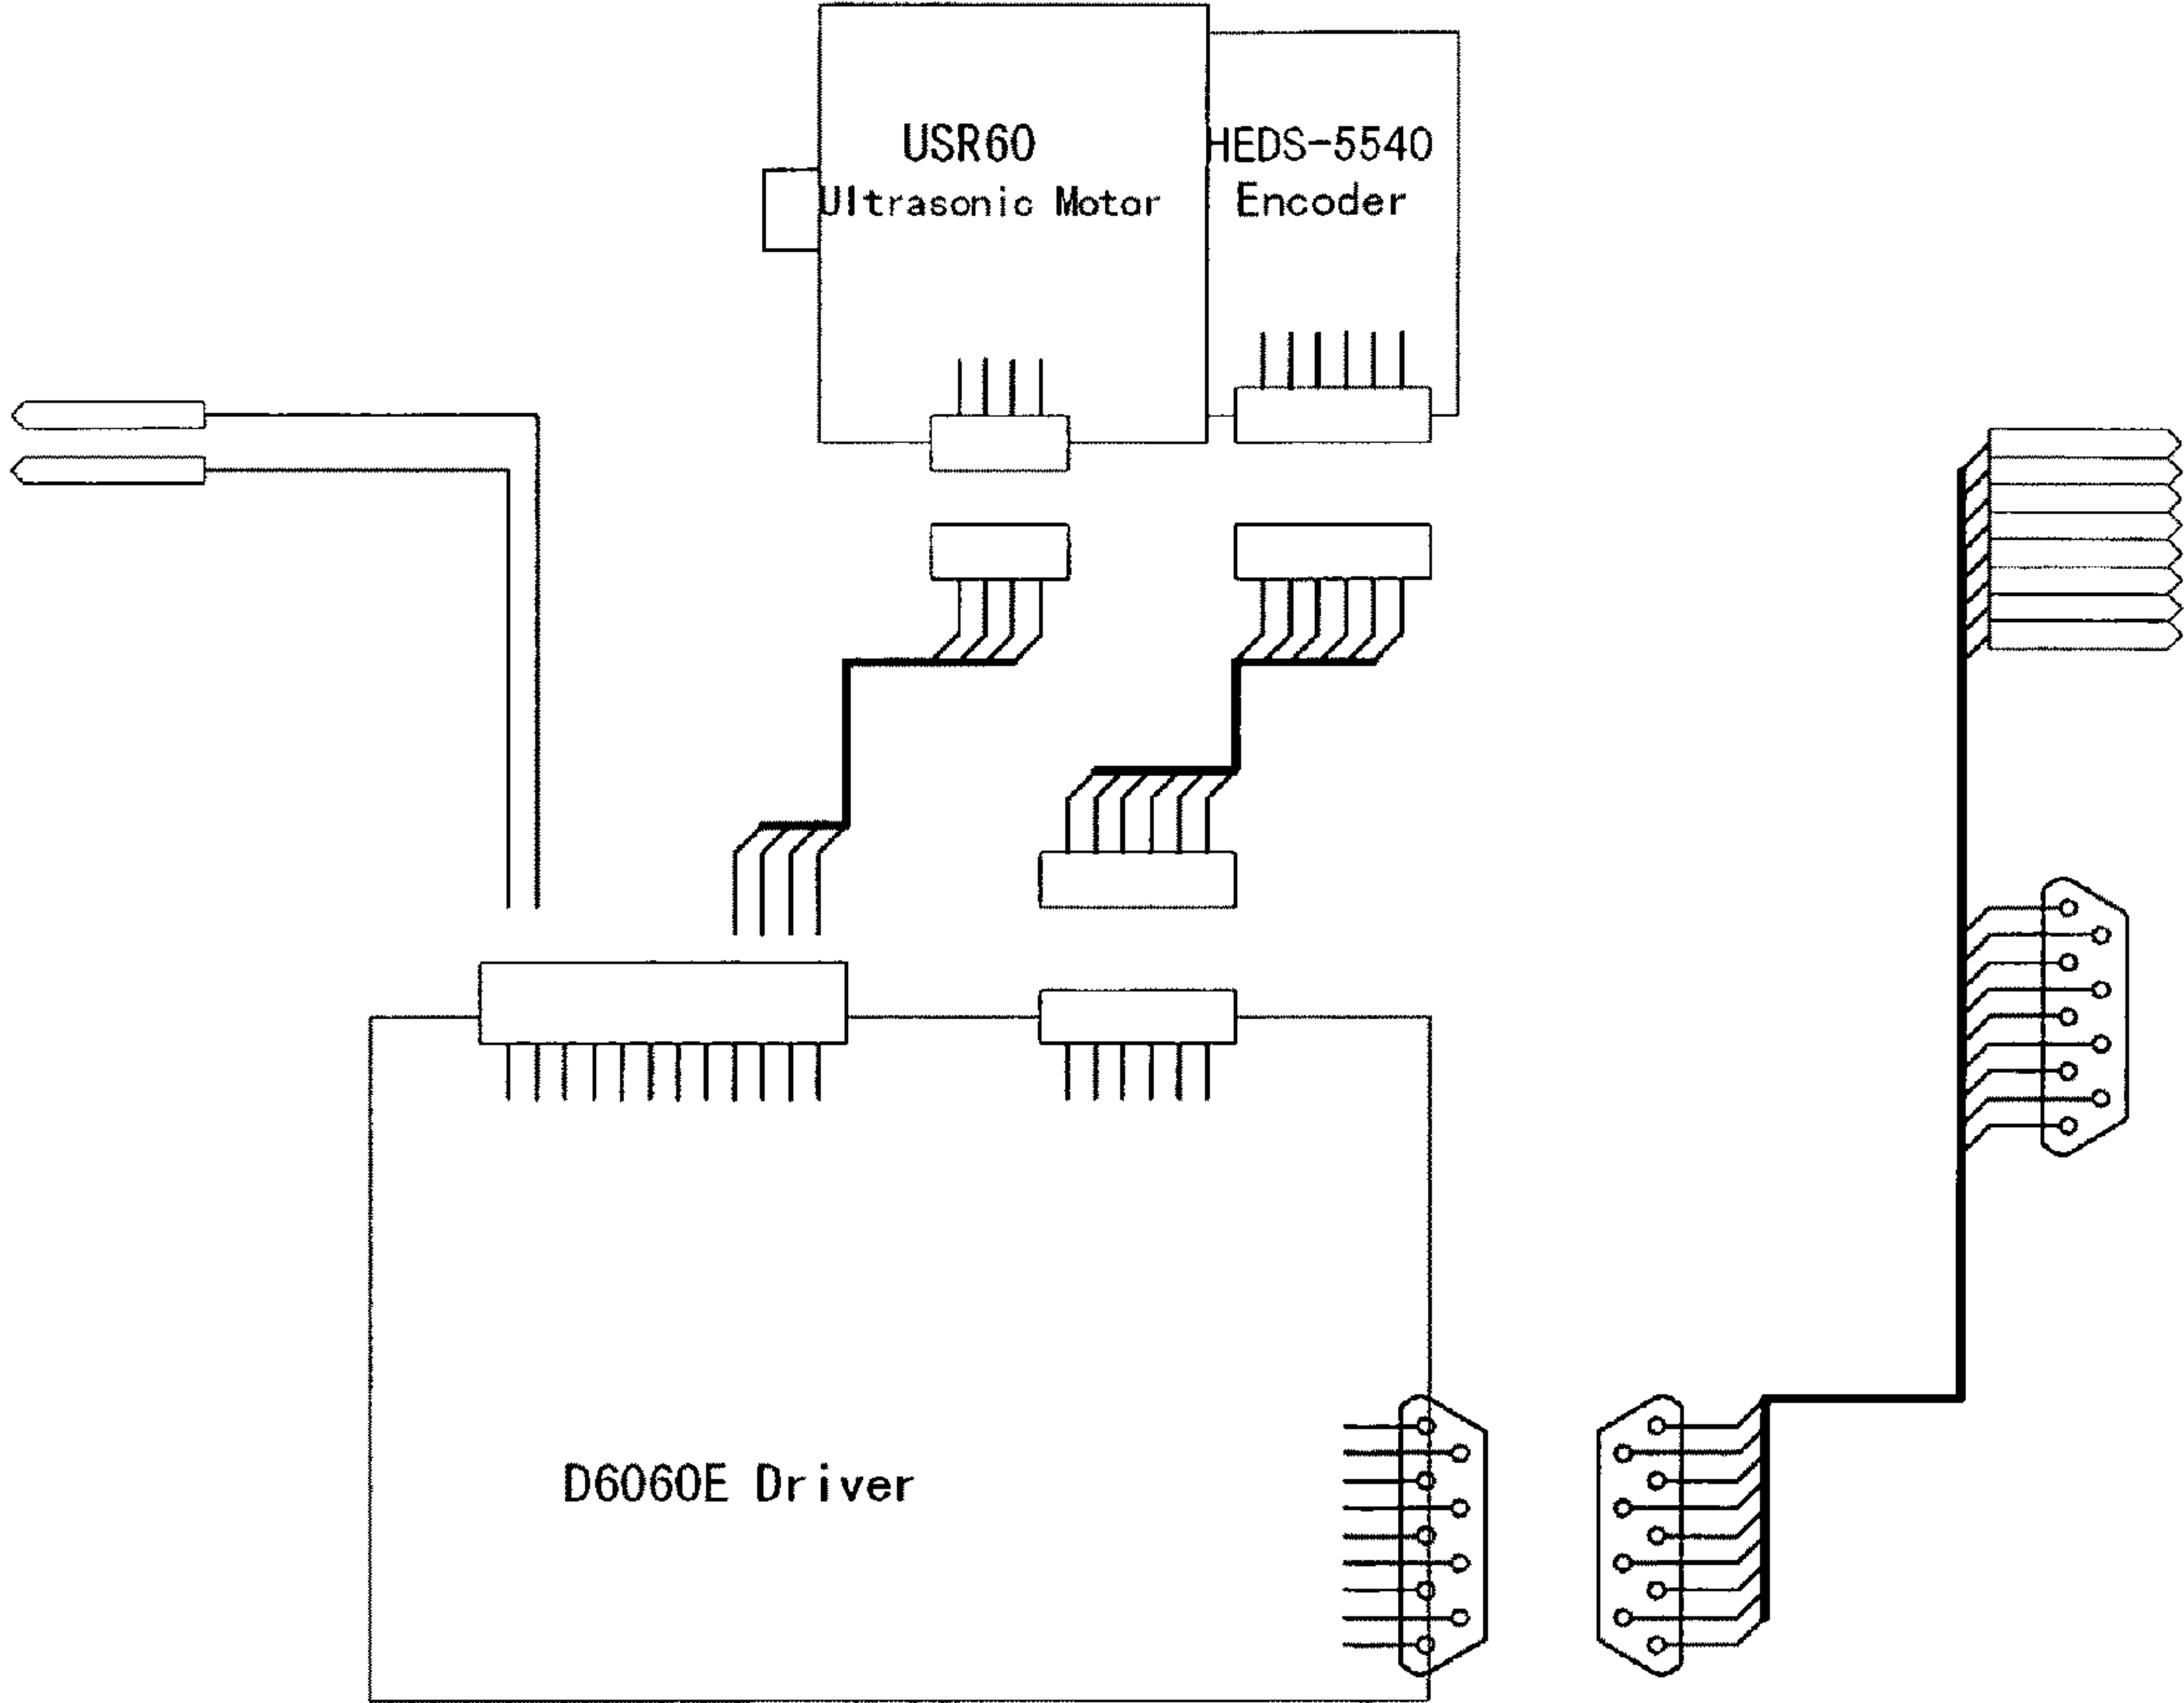 USR60
Ultrasonic Motor
HEDS-5540
Encoder
D6060E Driver